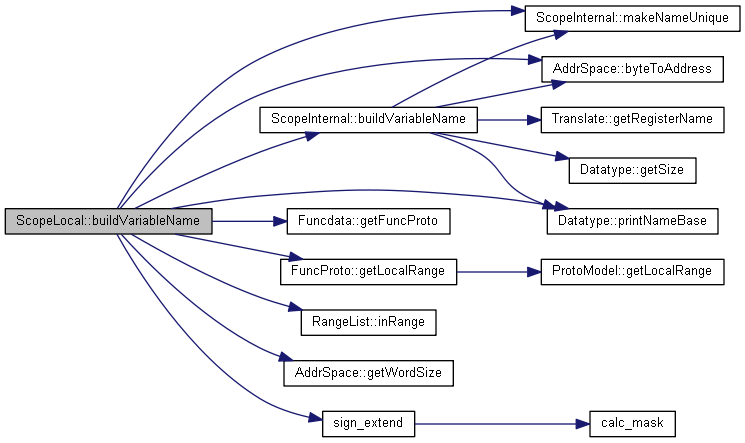 ScopeInternal::makeNameUnique
AddrSpace::byteToAddress
ScopeInternal::buildVariableName
Translate::getRegisterName
Datatype::getSize
ScopeLocal::buildVariableName
Funcdata::getFuncProto
Datatype::printNameBase
FuncProto::getLocalRange
ProtoModel::getLocalRange
RangeList::inRange
AddrSpace::getWordSize
sign_extend
calc_mask